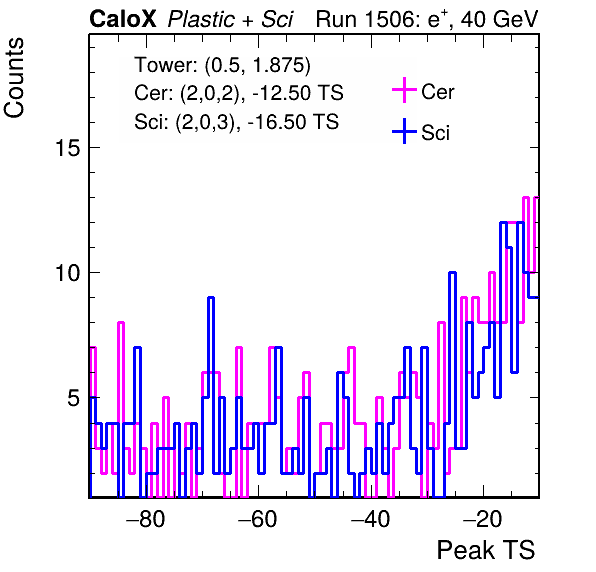 CaloX Plastic + Sci Run 1506: e+, 40 GeV
Counts
Tower: (0.5, 1.875)
Cer: (2,0,2), -12.50 TS
Sci: (2,0,3), -16.50 TS
Cer
Sci
15
10
5
−80 −60 −40 −20
Peak TS